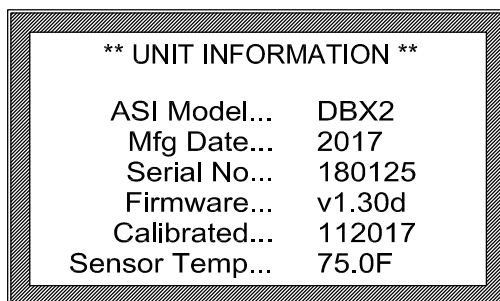 ** UNIT INFORMATION **
ASI Model... DBX2
Mfg Date... 2017
Serial No... 180125
Firmware... v1.30d
Calibrated... 112017
Sensor Temp... 75.0F